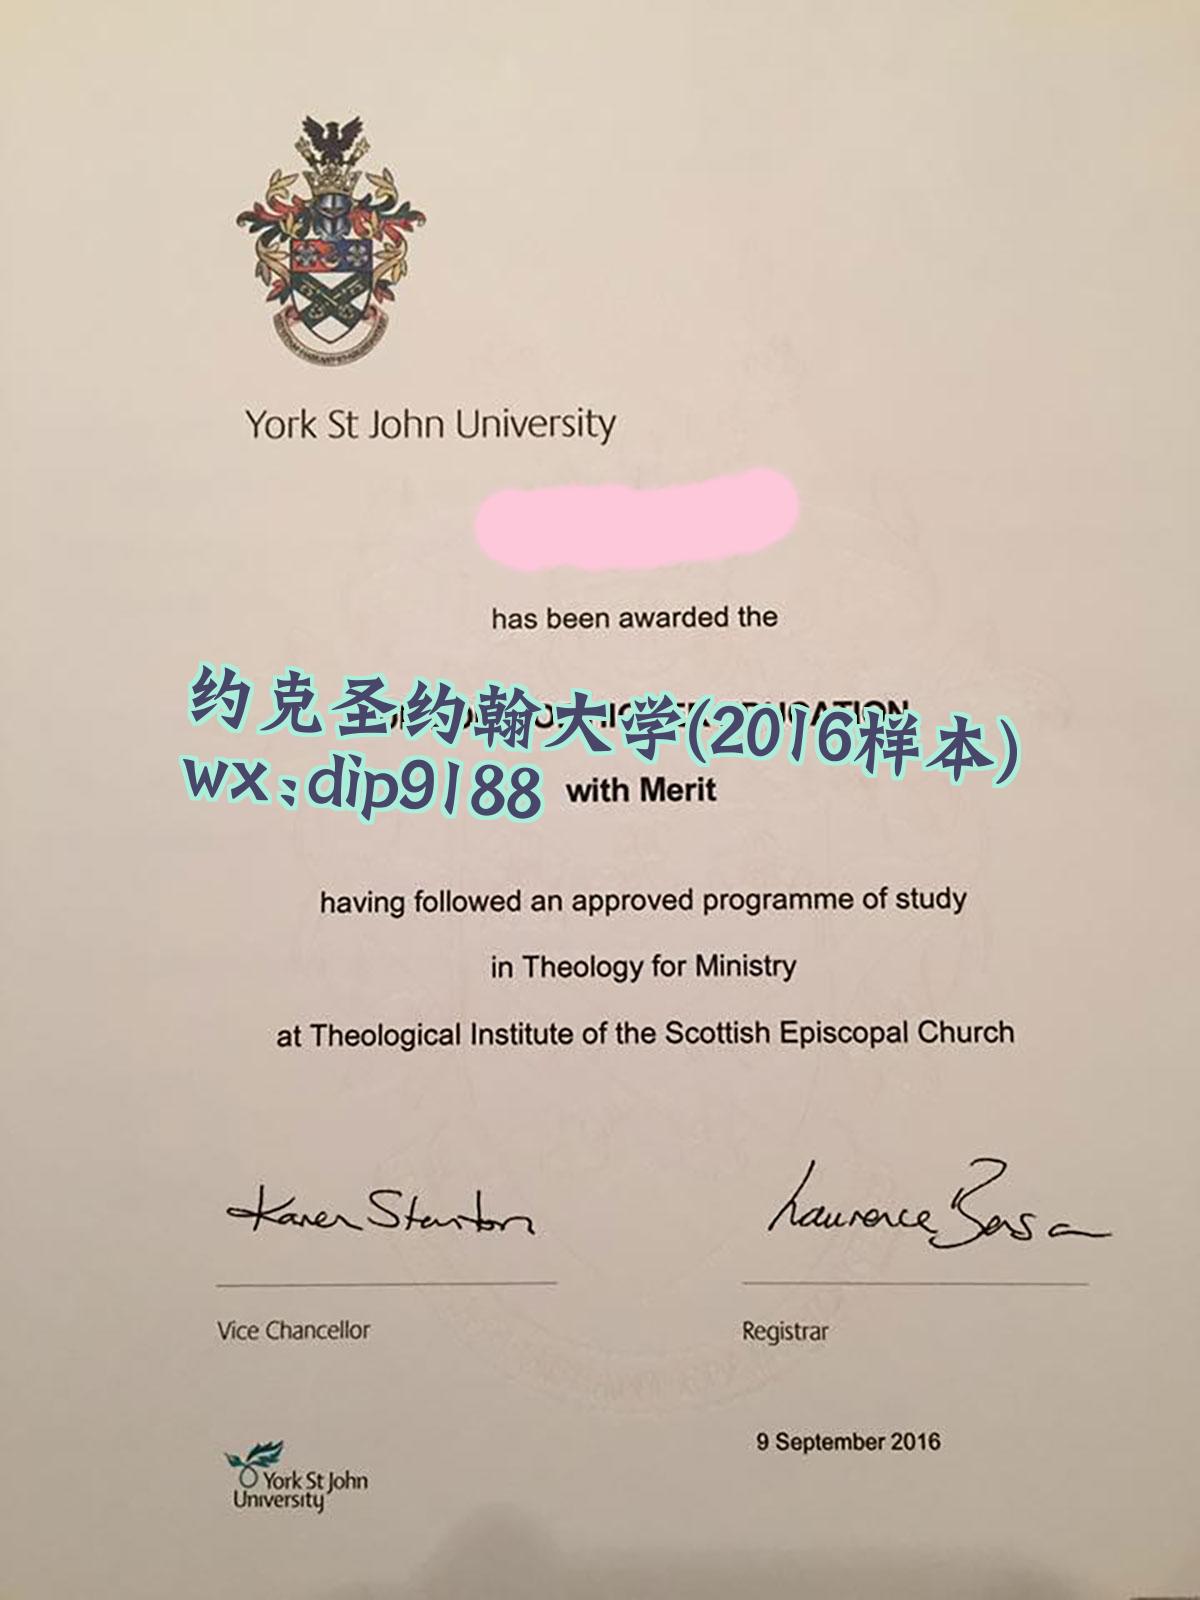 York St John University
has been awarded the
约克圣约翰大学(2016样本)
wx:dip9188
with Merit
having followed an approved programme of study
in Theology for Ministry
at Theological Institute of the Scottish Episcopal Church
Karen Stanton
Vice Chancellor
Registrar
9 September 2016
York St John
University